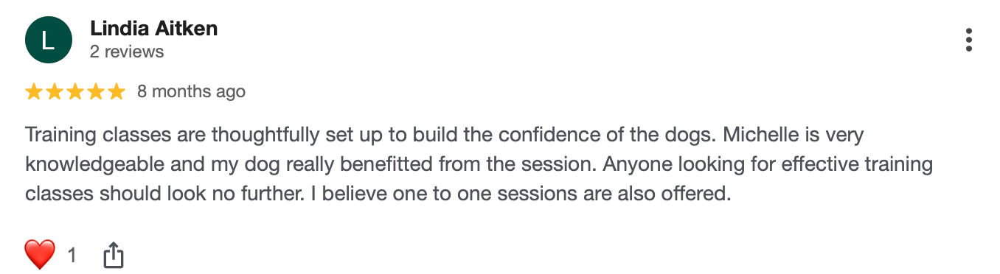 L
Lindia Aitken
2 reviews
8 months ago
Training classes are thoughtfully set up to build the confidence of the dogs. Michelle is very
knowledgeable and my dog really benefitted from the session. Anyone looking for effective training
classes should look no further. I believe one to one sessions are also offered.
1